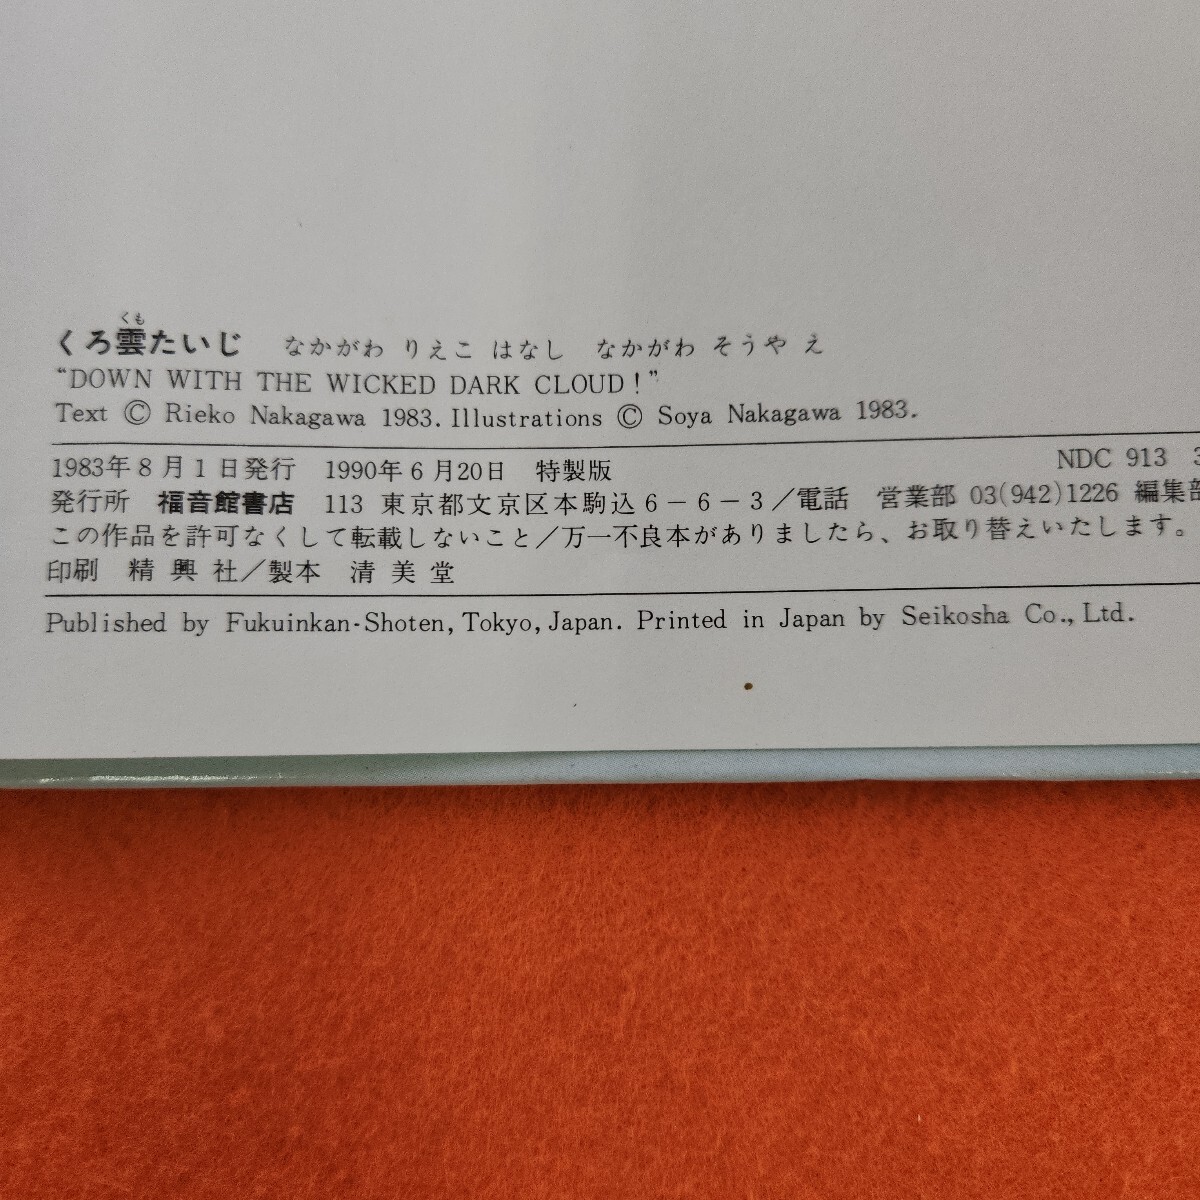 くも
くろ雲たいじ　なかがわ りえこ はなし　なかがわ そうや え
“DOWN WITH THE WICKED DARK CLOUD！”
Text © Rieko Nakagawa 1983. Illustrations © Soya Nakagawa 1983.
1983年8月1日発行　1990年6月20日　特製版　NDC 913
発行所　福音館書店　113 東京都文京区本駒込6－6－3／電話　営業部 03(942)1226 編集部
この作品を許可なくして転載しないこと／万一不良本がありましたら、お取り替えいたします。
印刷　精興社／製本　清美堂
Published by Fukuinkan-Shoten, Tokyo, Japan. Printed in Japan by Seikosha Co., Ltd.